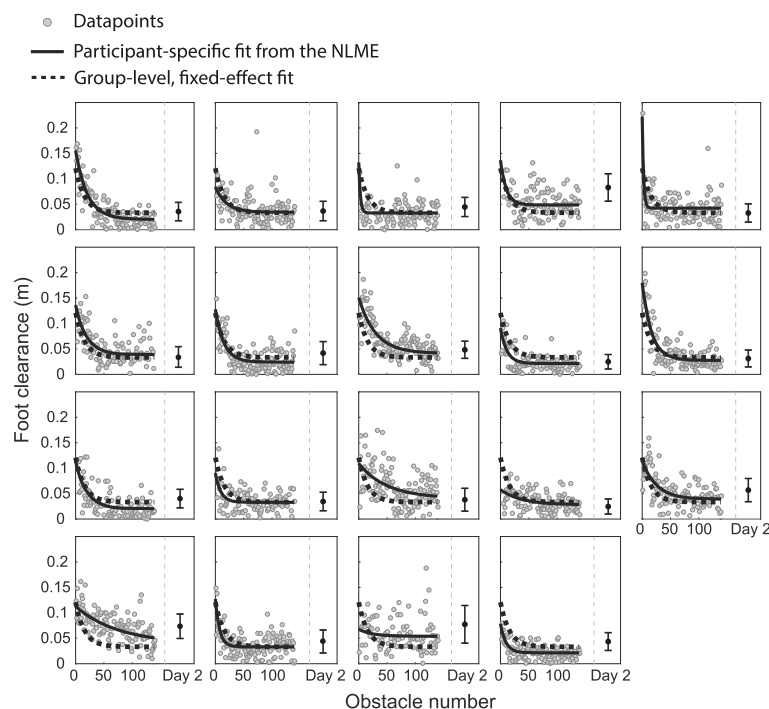 Datapoints
Participant-specific fit from the NLME
Group-level, fixed-effect fit
Foot clearance (m)
0.2
0.15
0.1
0.05
0
0.2
0.15
0.1
0.05
0
0.2
0.15
0.1
0.05
0
0 50 100 Day 2
0.2
0.15
0.1
0.05
0
0 50 100 Day 2 0 50 100 Day 2 0 50 100 Day 2 0 50 100 Day 2
Obstacle number